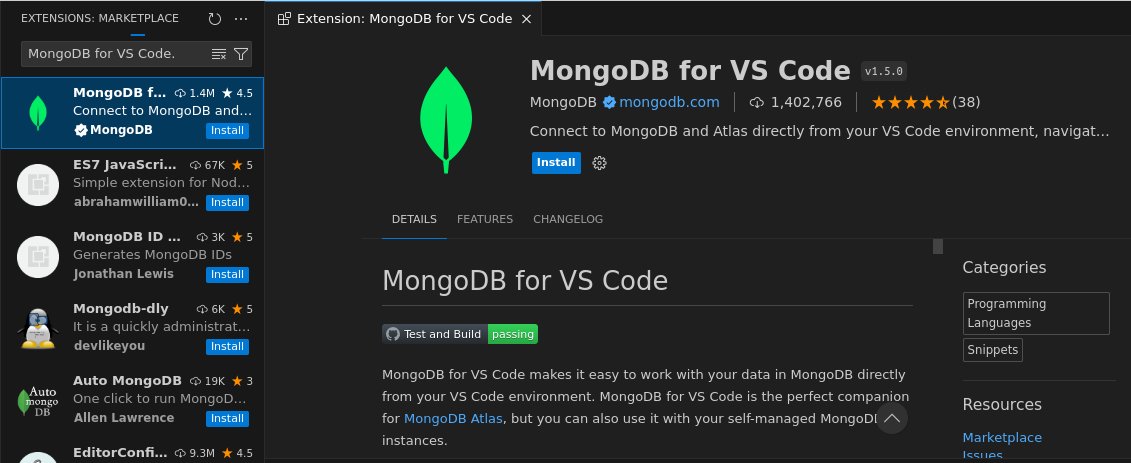 EXTENSIONS: MARKETPLACE
MongoDB for VS Code.
MongoDB f... 1.4M 4.5
Connect to MongoDB and...
MongoDB Install
ES7 JavaScri... 67K 5
Simple extension for Nod...
abrahamwilliam0... Install
MongoDB ID ... 3K 5
Generates MongoDB IDs
Jonathan Lewis Install
Mongodb-dly 6K 5
It is a quickly administrat...
devlikeyou Install
Auto mongo DB
Auto MongoDB 19K 3
One click to run MongoD...
Allen Lawrence Install
EditorConfi... 9.3M 4.5
Extension: MongoDB for VS Code
MongoDB for VS Code v1.5.0
MongoDB mongodb.com 1,402,766 (38)
Connect to MongoDB and Atlas directly from your VS Code environment, navigat...
Install
DETAILS FEATURES CHANGELOG
MongoDB for VS Code
Test and Build passing
MongoDB for VS Code makes it easy to work with your data in MongoDB directly
from your VS Code environment. MongoDB for VS Code is the perfect companion
for MongoDB Atlas, but you can also use it with your self-managed MongoDB
instances.
Categories
Programming
Languages
Snippets
Resources
Marketplace
Issues